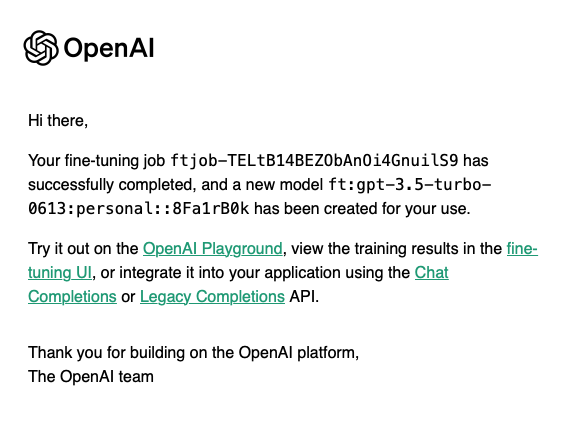 OpenAI
Hi there,
Your fine-tuning job ftjob-TELtB14BEZObAnOi4GnuilS9 has
successfully completed, and a new model ft:gpt-3.5-turbo-
0613:personal::8Fa1rB0k has been created for your use.
Try it out on the OpenAI Playground, view the training results in the fine-
tuning UI, or integrate it into your application using the Chat
Completions or Legacy Completions API.
Thank you for building on the OpenAI platform,
The OpenAI team